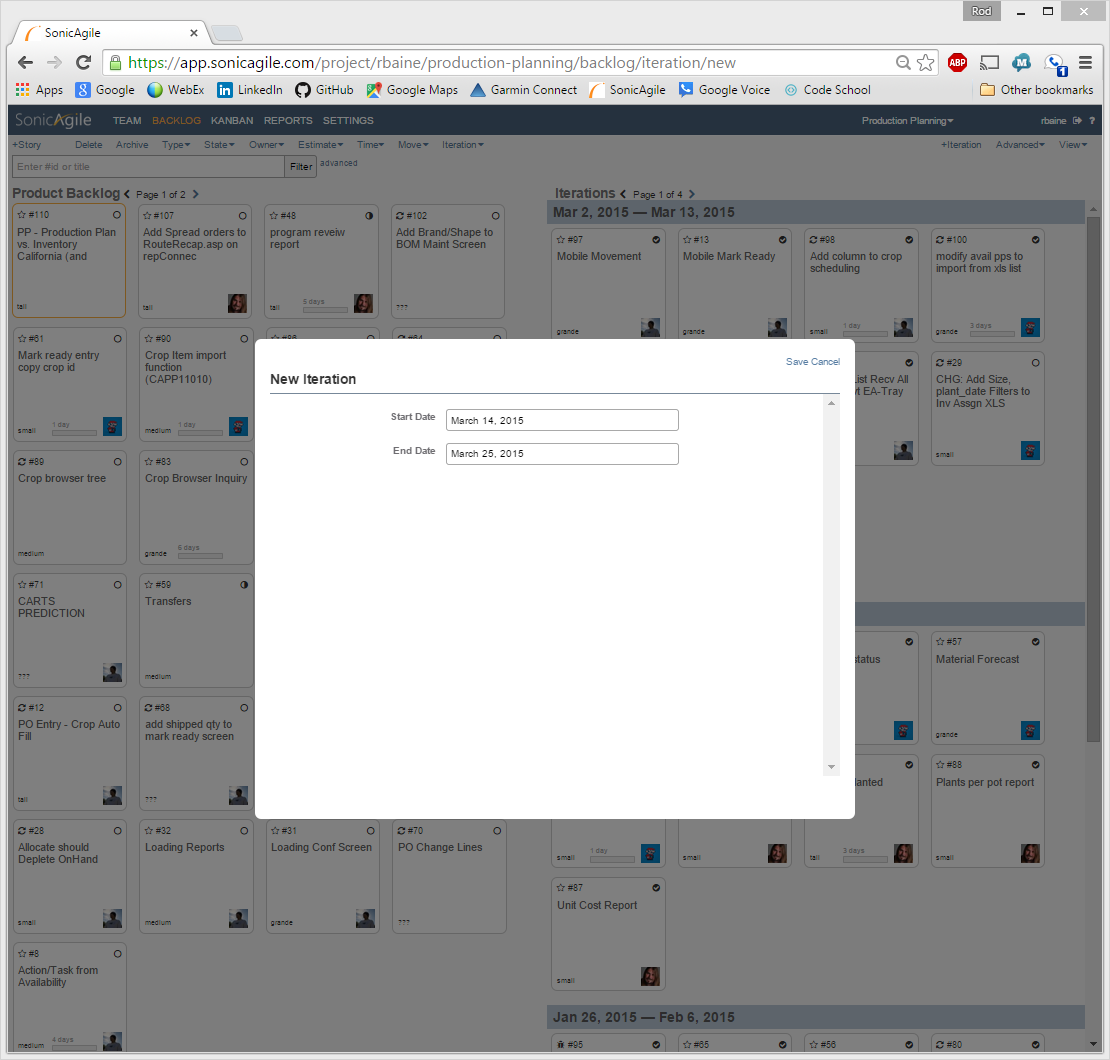 Rod
SonicAgile
https://app.sonicagile.com/project/rbaine/production-planning/backlog/iteration/new
ABP
M
1
Apps Google WebEx LinkedIn GitHub Google Maps Garmin Connect SonicAgile Google Voice Code School Other bookmarks
SonicAgile TEAM BACKLOG KANBAN REPORTS SETTINGS Production Planning rbaine ?
+Story Delete Archive Type State Owner Estimate Time Move Iteration +Iteration Advanced View
Enter #id or title Filter advanced
Product Backlog Page 1 of 2
#110
PP - Production Plan
vs. Inventory
California (and
tall
#107
Add Spread orders to
RouteRecap.asp on
repConnec
tall
#48
program reveiw
report
tall 5 days
#102
Add Brand/Shape to
BOM Maint Screen
???
#61
Mark ready entry
copy crop id
small 1 day
#90
Crop Item import
function
(CAPP11010)
medium 1 day
#89
Crop browser tree
medium
#83
Crop Browser Inquiry
grande 6 days
#71
CARTS
PREDICTION
???
#59
Transfers
medium
#12
PO Entry - Crop Auto
Fill
tall
#68
add shipped qty to
mark ready screen
???
#28
Allocate should
Deplete OnHand
small
#32
Loading Reports
medium
#31
Loading Conf Screen
grande
#70
PO Change Lines
???
#8
Action/Task from
Availability
medium 4 days
New Iteration
Save Cancel
Start Date March 14, 2015
End Date March 25, 2015
Iterations Page 1 of 4
Mar 2, 2015 — Mar 13, 2015
#97
Mobile Movement
grande
#13
Mobile Mark Ready
grande
#98
Add column to crop
scheduling
small 1 day
#100
modify avail pps to
import from xls list
grande 3 days
List Recv All
EA-Tray
#29
CHG: Add Size,
plant_date Filters to
Inv Assgn XLS
small
status
#57
Material Forecast
grande
small 1 day
small
lanted
tall 3 days
#88
Plants per pot report
small
#87
Unit Cost Report
small
Jan 26, 2015 — Feb 6, 2015
#95
#65
#56
#80